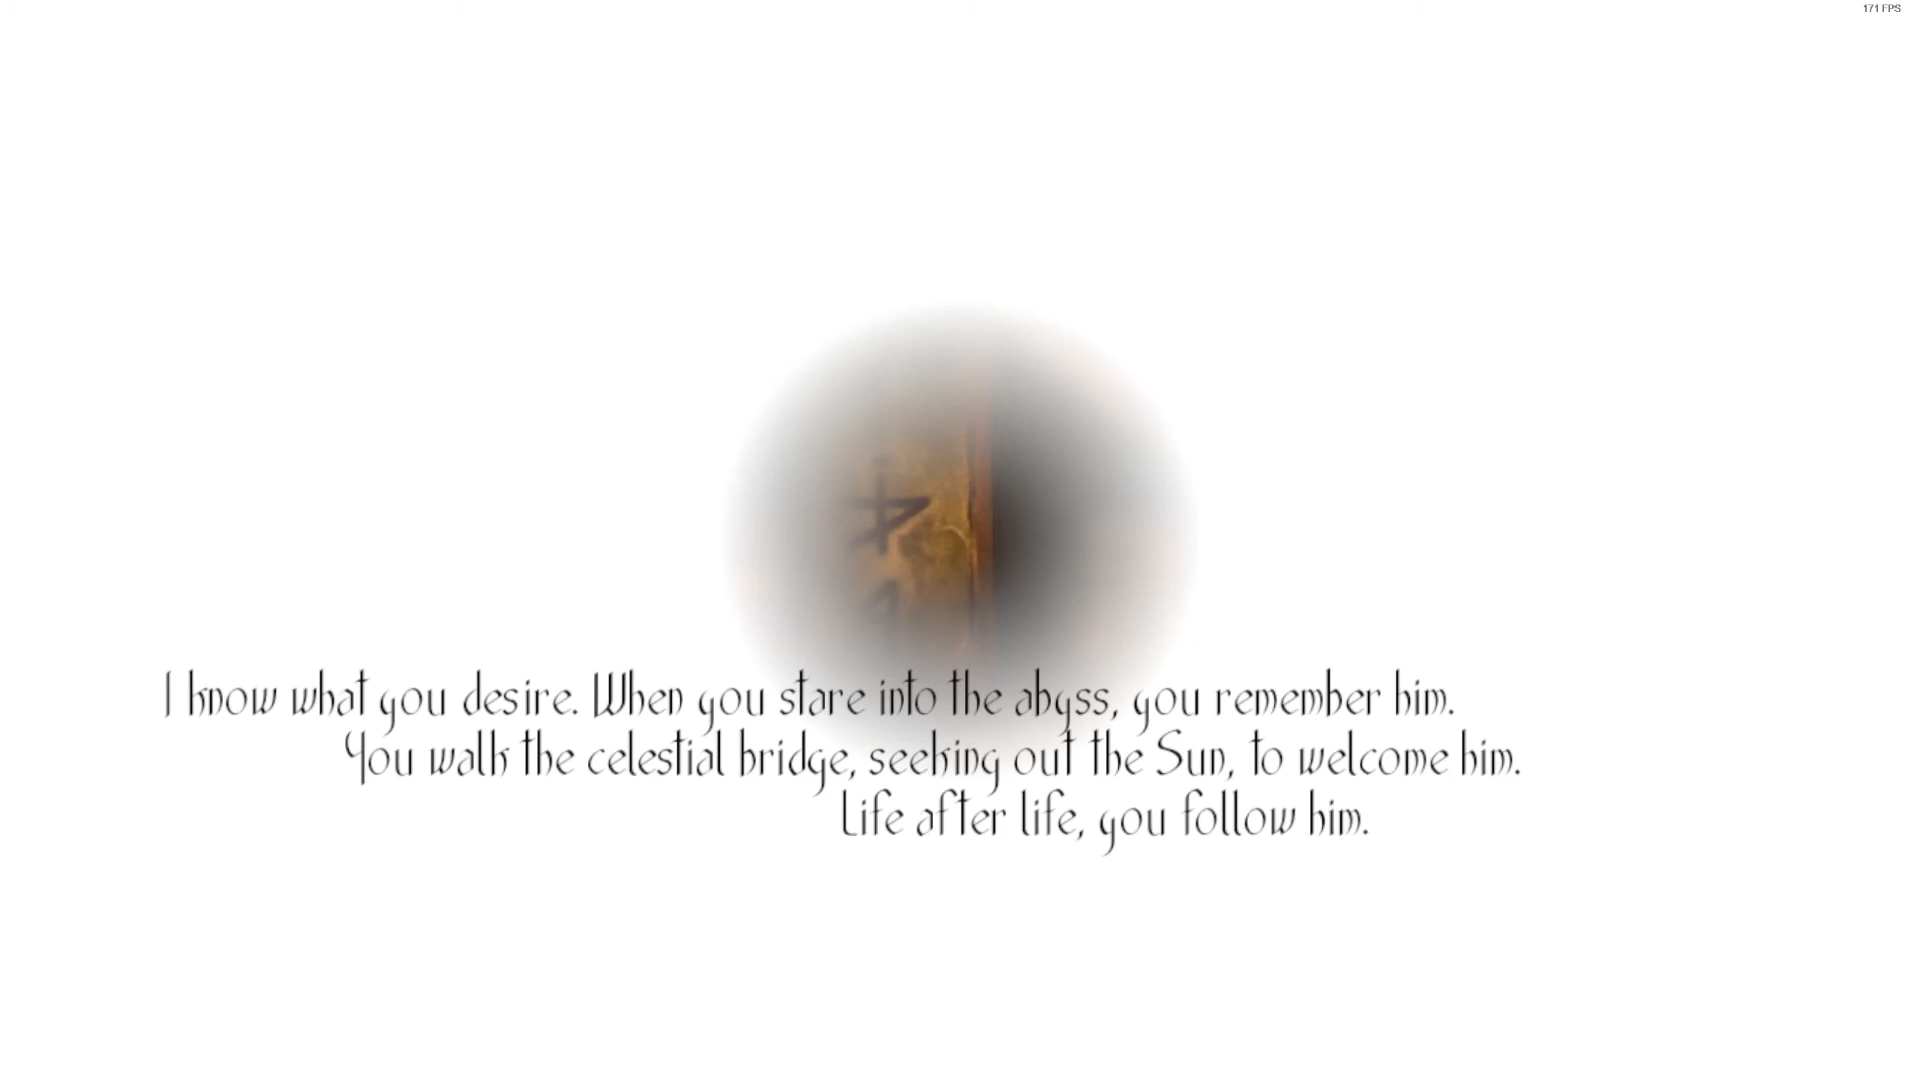 171 FPS
I know what you desire. When you stare into the abyss, you remember him.
You walk the celestial bridge, seeking out the Sun, to welcome him.
Life after life, you follow him.